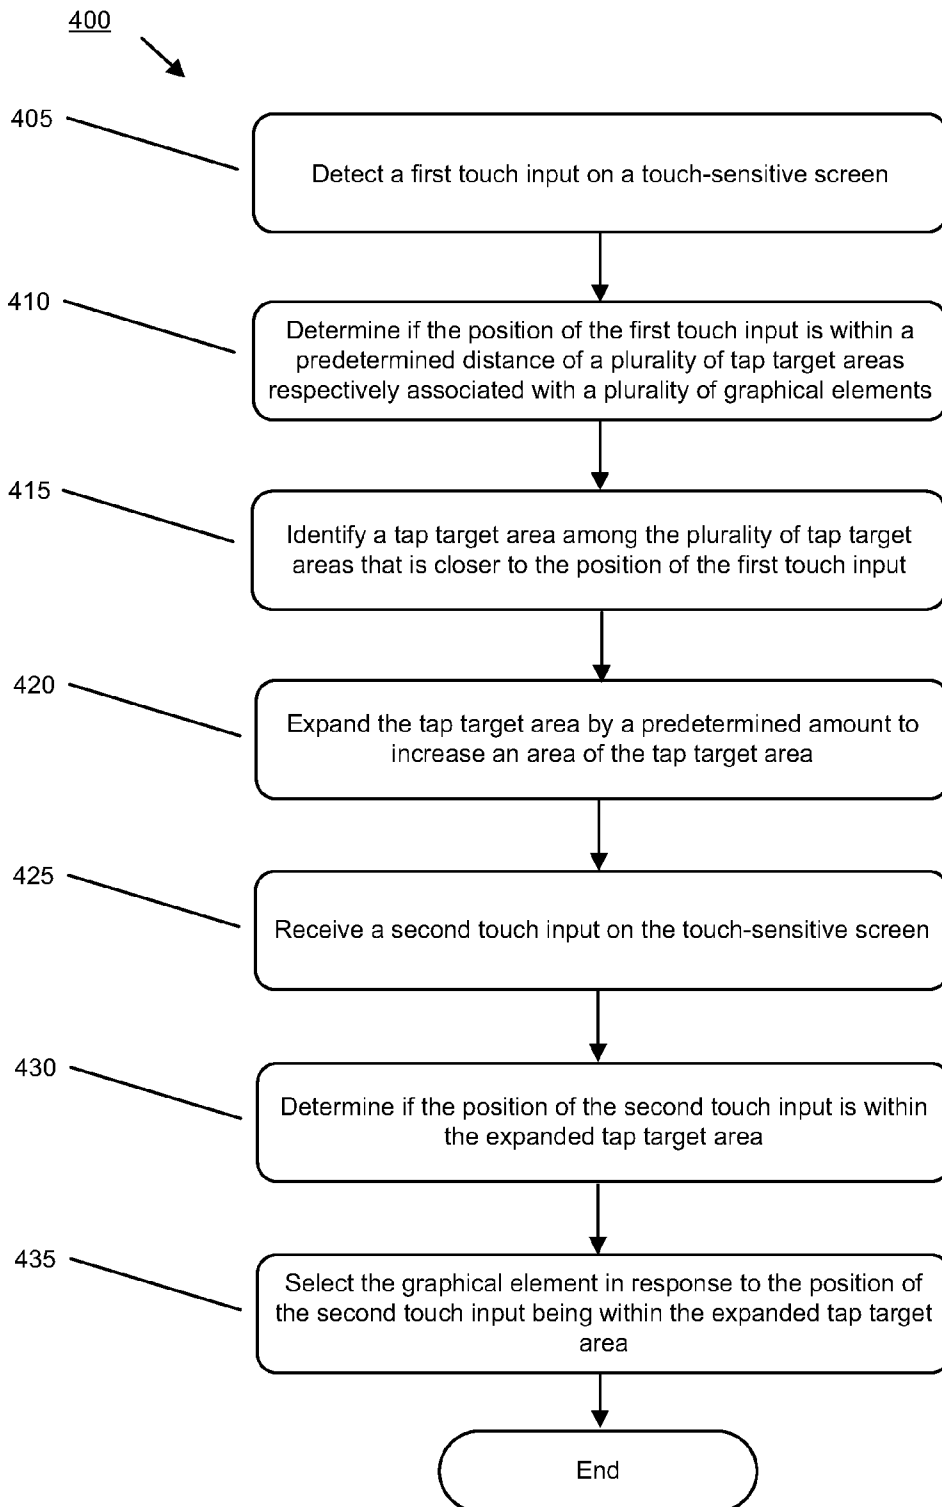 400
405
Detect a first touch input on a touch-sensitive screen
410
Determine if the position of the first touch input is within a
predetermined distance of a plurality of tap target areas
respectively associated with a plurality of graphical elements
415
Identify a tap target area among the plurality of tap target
areas that is closer to the position of the first touch input
420
Expand the tap target area by a predetermined amount to
increase an area of the tap target area
425
Receive a second touch input on the touch-sensitive screen
430
Determine if the position of the second touch input is within
the expanded tap target area
435
Select the graphical element in response to the position of
the second touch input being within the expanded tap target
area
End